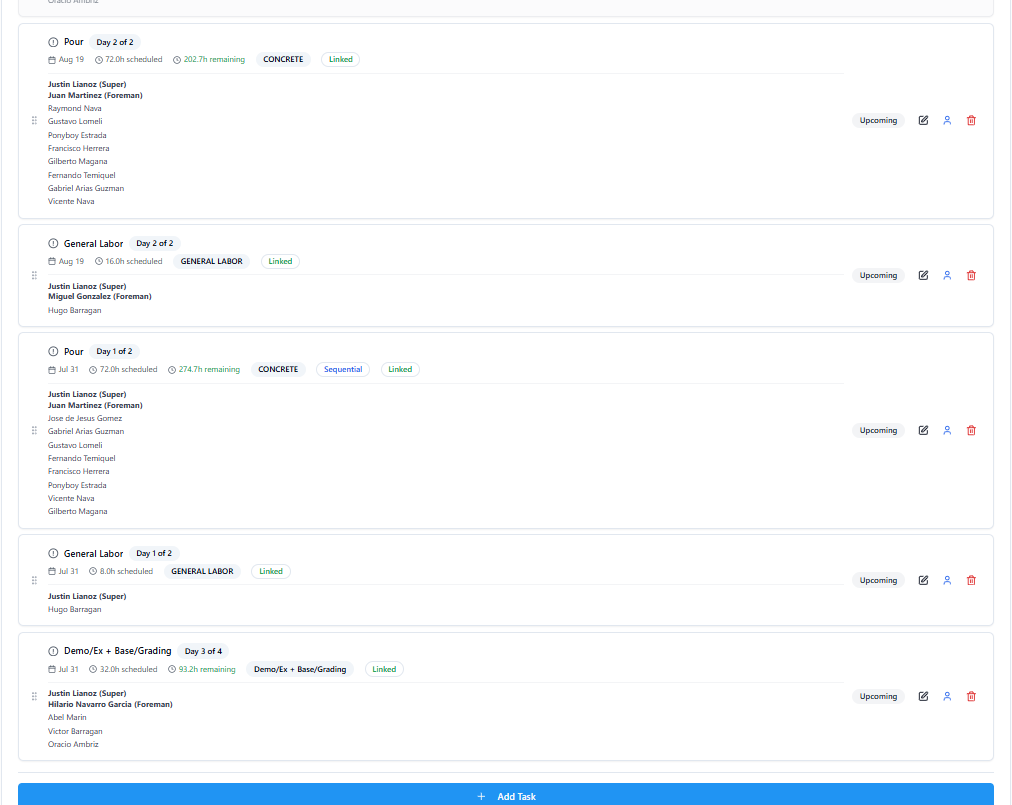 Oracio Ambriz
Pour Day 2 of 2
Aug 19 72.0h scheduled 202.7h remaining CONCRETE Linked
Justin Lianoz (Super)
Juan Martinez (Foreman)
Raymond Nava
Gustavo Lomeli
Ponyboy Estrada
Francisco Herrera
Gilberto Magana
Fernando Temiquel
Gabriel Arias Guzman
Vicente Nava
Upcoming
General Labor Day 2 of 2
Aug 19 16.0h scheduled GENERAL LABOR Linked
Justin Lianoz (Super)
Miguel Gonzalez (Foreman)
Hugo Barragan
Upcoming
Pour Day 1 of 2
Jul 31 72.0h scheduled 274.7h remaining CONCRETE Sequential Linked
Justin Lianoz (Super)
Juan Martinez (Foreman)
Jose de Jesus Gomez
Gabriel Arias Guzman
Gustavo Lomeli
Fernando Temiquel
Francisco Herrera
Ponyboy Estrada
Vicente Nava
Gilberto Magana
Upcoming
General Labor Day 1 of 2
Jul 31 8.0h scheduled GENERAL LABOR Linked
Justin Lianoz (Super)
Hugo Barragan
Upcoming
Demo/Ex + Base/Grading Day 3 of 4
Jul 31 32.0h scheduled 93.2h remaining Demo/Ex + Base/Grading Linked
Justin Lianoz (Super)
Hilario Navarro Garcia (Foreman)
Abel Marin
Victor Barragan
Oracio Ambriz
Upcoming
+ Add Task